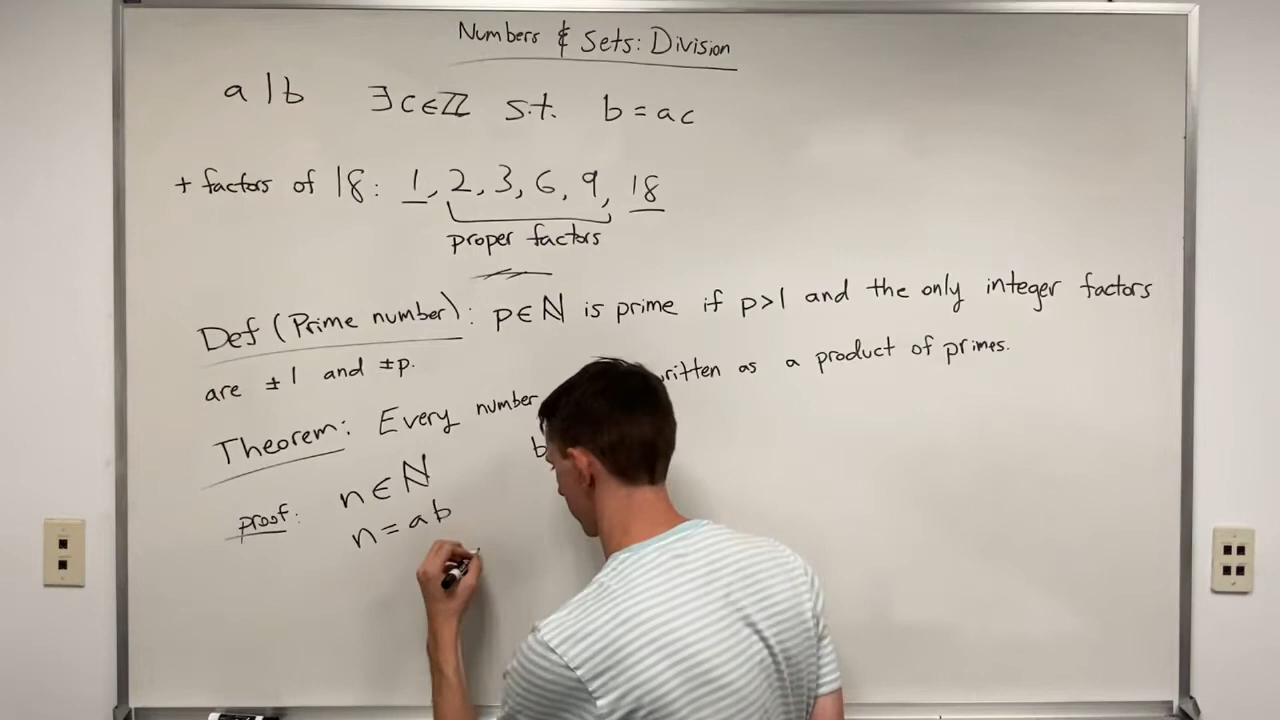 Numbers & Sets: Division
a | b ∃c∈ℤ s.t. b = ac
+ factors of 18: 1, 2, 3, 6, 9, 18
proper factors
Def (Prime number): p∈ℕ is prime if p>1 and the only integer factors
are ±1 and ±p.
Theorem: Every number written as a product of primes.
proof: n∈ℕ
n = ab